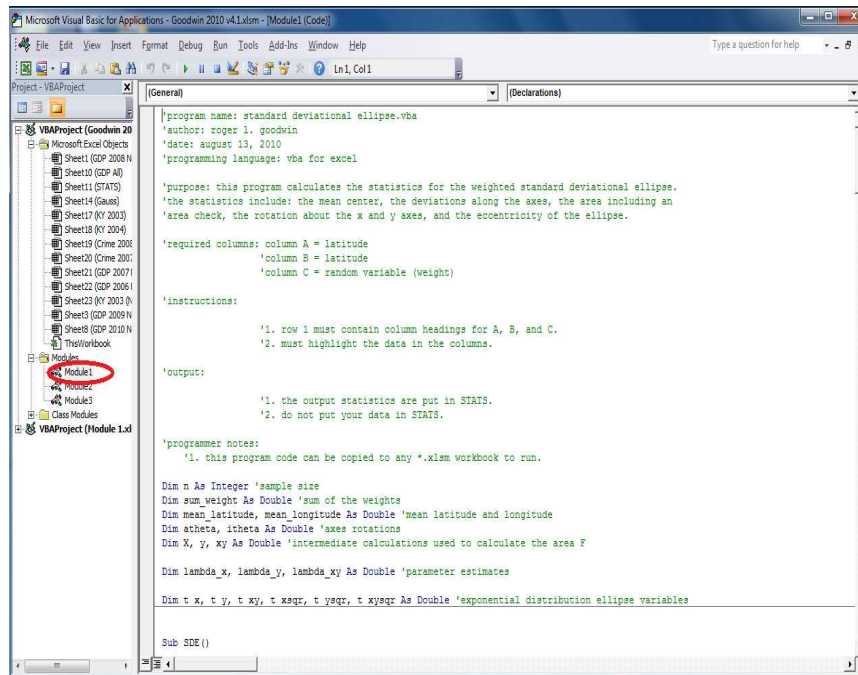 Microsoft Visual Basic for Applications - Goodwin 2010 v4.1.xlsm - [Module1 (Code)]
File Edit View Insert Format Debug Run Tools Add-Ins Window Help
Type a question for help
Ln 1, Col 1
Project - VBAProject
(General)
(Declarations)
VBAProject (Goodwin 20
Microsoft Excel Objects
Sheet1 (GDP 2008 N
Sheet10 (GDP All)
Sheet11 (STATS)
Sheet14 (Gauss)
Sheet17 (KY 2003)
Sheet18 (KY 2004)
Sheet19 (Crime 2008
Sheet20 (Crime 2007
Sheet21 (GDP 2007
Sheet22 (GDP 2006
Sheet23 (KY 2003 (N
Sheet3 (GDP 2009 N
Sheet8 (GDP 2010 N
ThisWorkbook
Modules
Module1
Module2
Module3
Class Modules
VBAProject (Module 1.xl
'program name: standard deviational ellipse.vba
'author: roger l. goodwin
'date: august 13, 2010
'programming language: vba for excel
'purpose: this program calculates the statistics for the weighted standard deviational ellipse.
'the statistics include: the mean center, the deviations along the axes, the area including an
'area check, the rotation about the x and y axes, and the eccentricity of the ellipse.
'required columns: column A = latitude
'column B = latitude
'column C = random variable (weight)
'instructions:
'1. row 1 must contain column headings for A, B, and C.
'2. must highlight the data in the columns.
'output:
'1. the output statistics are put in STATS.
'2. do not put your data in STATS.
'programmer notes:
'1. this program code can be copied to any *.xlsm workbook to run.
Dim n As Integer 'sample size
Dim sum_weight As Double 'sum of the weights
Dim mean_latitude, mean_longitude As Double 'mean latitude and longitude
Dim atheta, itheta As Double 'axes rotations
Dim X, y, xy As Double 'intermediate calculations used to calculate the area F
Dim lambda_x, lambda_y, lambda_xy As Double 'parameter estimates
Dim t_x, t_y, t_xy, t_xsqr, t_ysqr, t_xysqr As Double 'exponential distribution ellipse variables
Sub SDE()